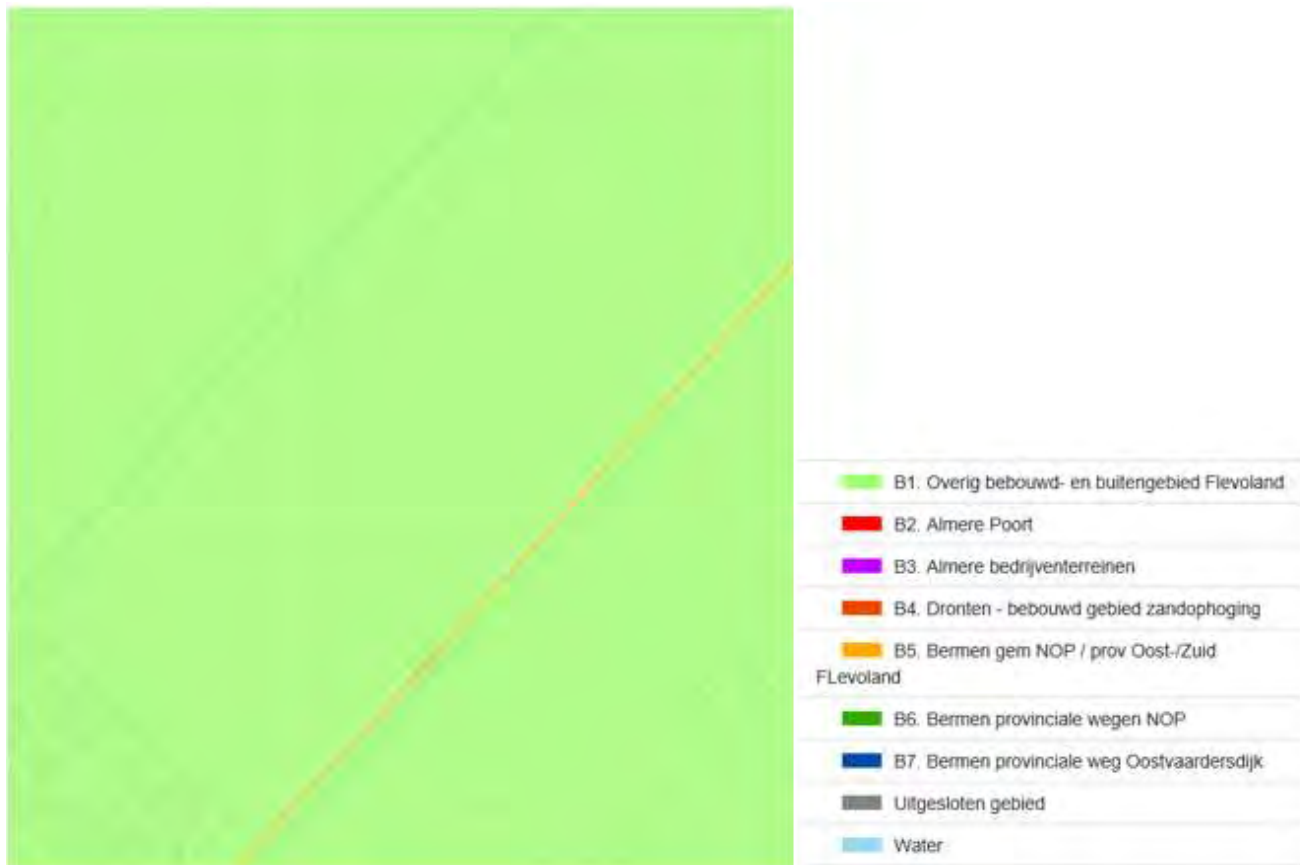 B1. Overig bebouwd- en buitengebied Flevoland
B2. Almere Poort
B3. Almere bedrijventerreinen
B4. Dronten - bebouwd gebied zandophoging
B5. Bermen gem NOP / prov Oost-/Zuid
FLevoland
B6. Bermen provinciale wegen NOP
B7. Bermen provinciale weg Oostvaardersdijk
Uitgesloten gebied
Water